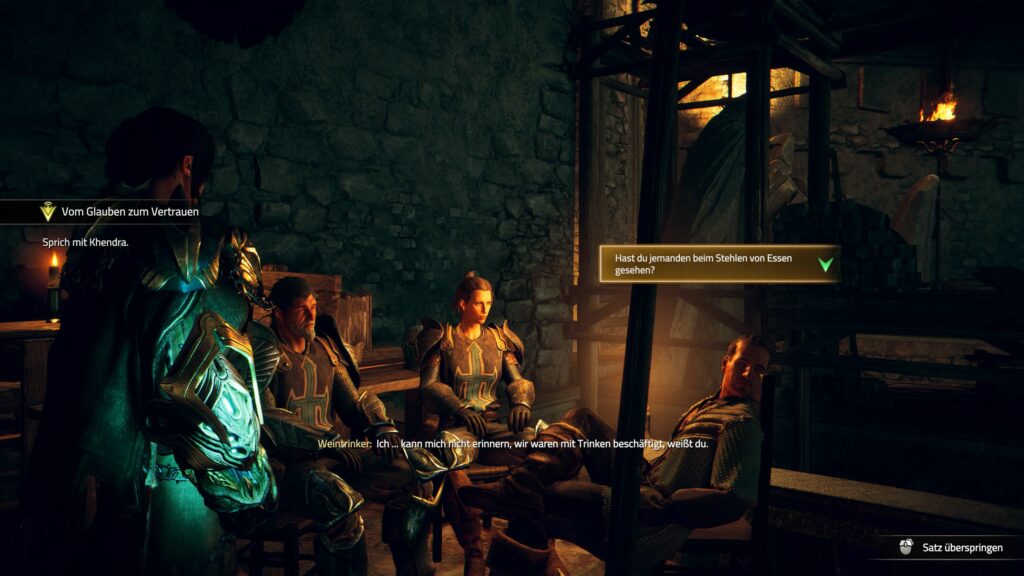 Vom Glauben zum Vertrauen
Sprich mit Khendra.
Hast du jemanden beim Stehlen von Essen
gesehen?
Weintrinker: Ich ... kann mich nicht erinnern, wir waren mit Trinken beschäftigt, weißt du.
Satz überspringen